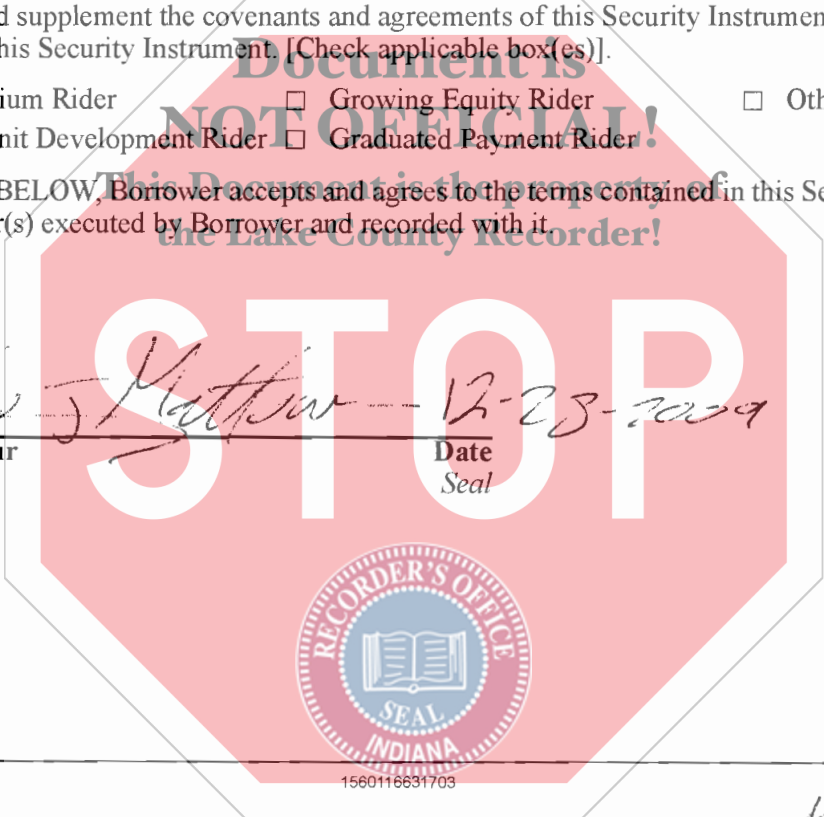 d supplement the covenants and agreements of this Security Instrumen
his Security Instrument. [Check applicable box(es)].
Document is
ium Rider □ Growing Equity Rider □ Oth
NOT OFFICIAL!
nit Development Rider □ Graduated Payment Rider
This Document is the property of
BELOW, Borrower accepts and agrees to the terms contained in this Se
r(s) executed by Borrower and recorded with it.
the Lake County Recorder!
STOP
J Mathew 12-23-2009
Date
Seal
RECORDER'S OFFICE
SEAL
INDIANA
1560116631703